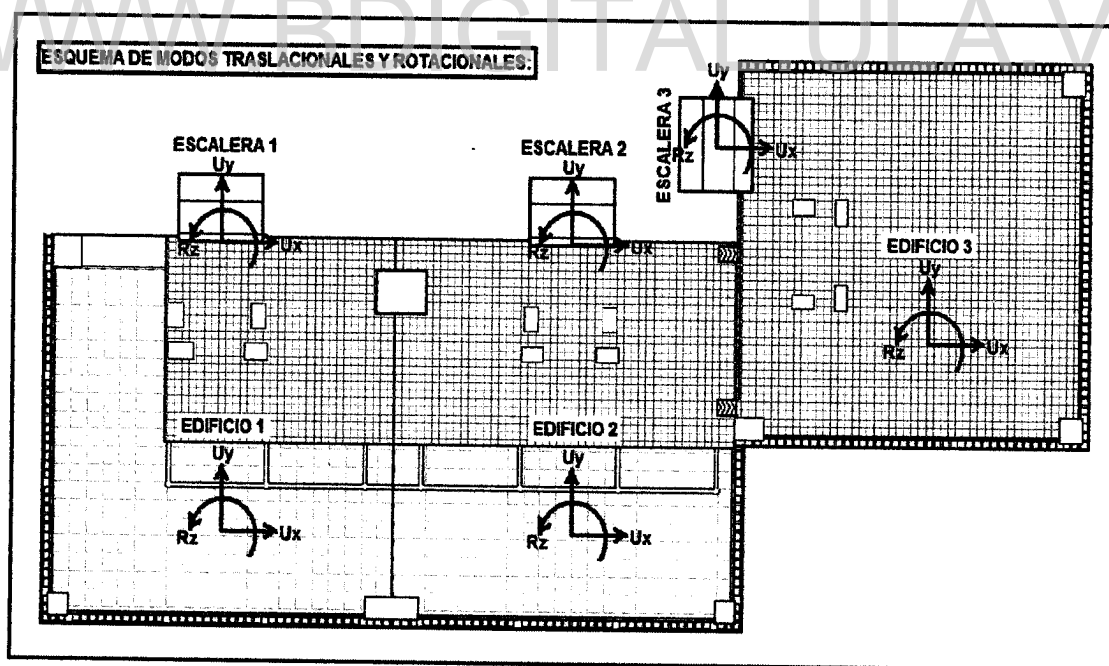 WWW.BDIGITAL.ULA.V
ESQUEMA DE MODOS TRASLACIONALES Y ROTACIONALES:
ESCALERA 1
Uy
Rz
Ux
ESCALERA 2
Uy
Rz
Ux
ESCALERA 3
Uy
Rz
Ux
EDIFICIO 3
Uy
Rz
Ux
EDIFICIO 1
Uy
Rz
Ux
EDIFICIO 2
Uy
Rz
Ux